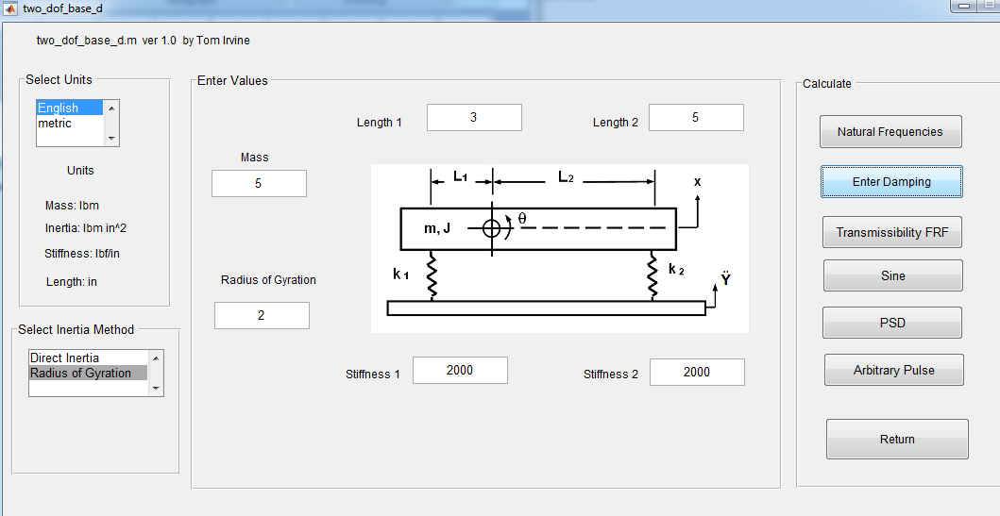 two_dof_base_d
two_dof_base_d.m ver 1.0 by Tom Irvine
Select Units
English
metric
Units
Mass: lbm
Inertia: lbm in^2
Stiffness: lbf/in
Length: in
Select Inertia Method
Direct Inertia
Radius of Gyration
Enter Values
Length 1
3
Length 2
5
Mass
5
Radius of Gyration
2
L1
L2
x
m, J
θ
k 1
k 2
Ÿ
Stiffness 1
2000
Stiffness 2
2000
Calculate
Natural Frequencies
Enter Damping
Transmissibility FRF
Sine
PSD
Arbitrary Pulse
Return